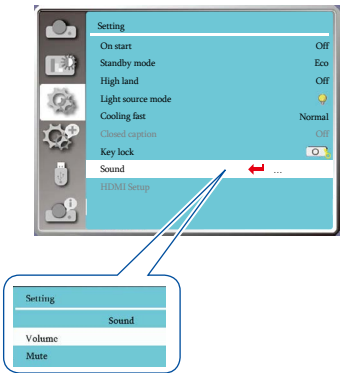 Setting
On start Off
Standby mode Eco
High land Off
Light source mode
Cooling fast Normal
Closed caption Off
Key lock
Sound ...
HDMI Setup
Setting
Sound
Volume
Mute